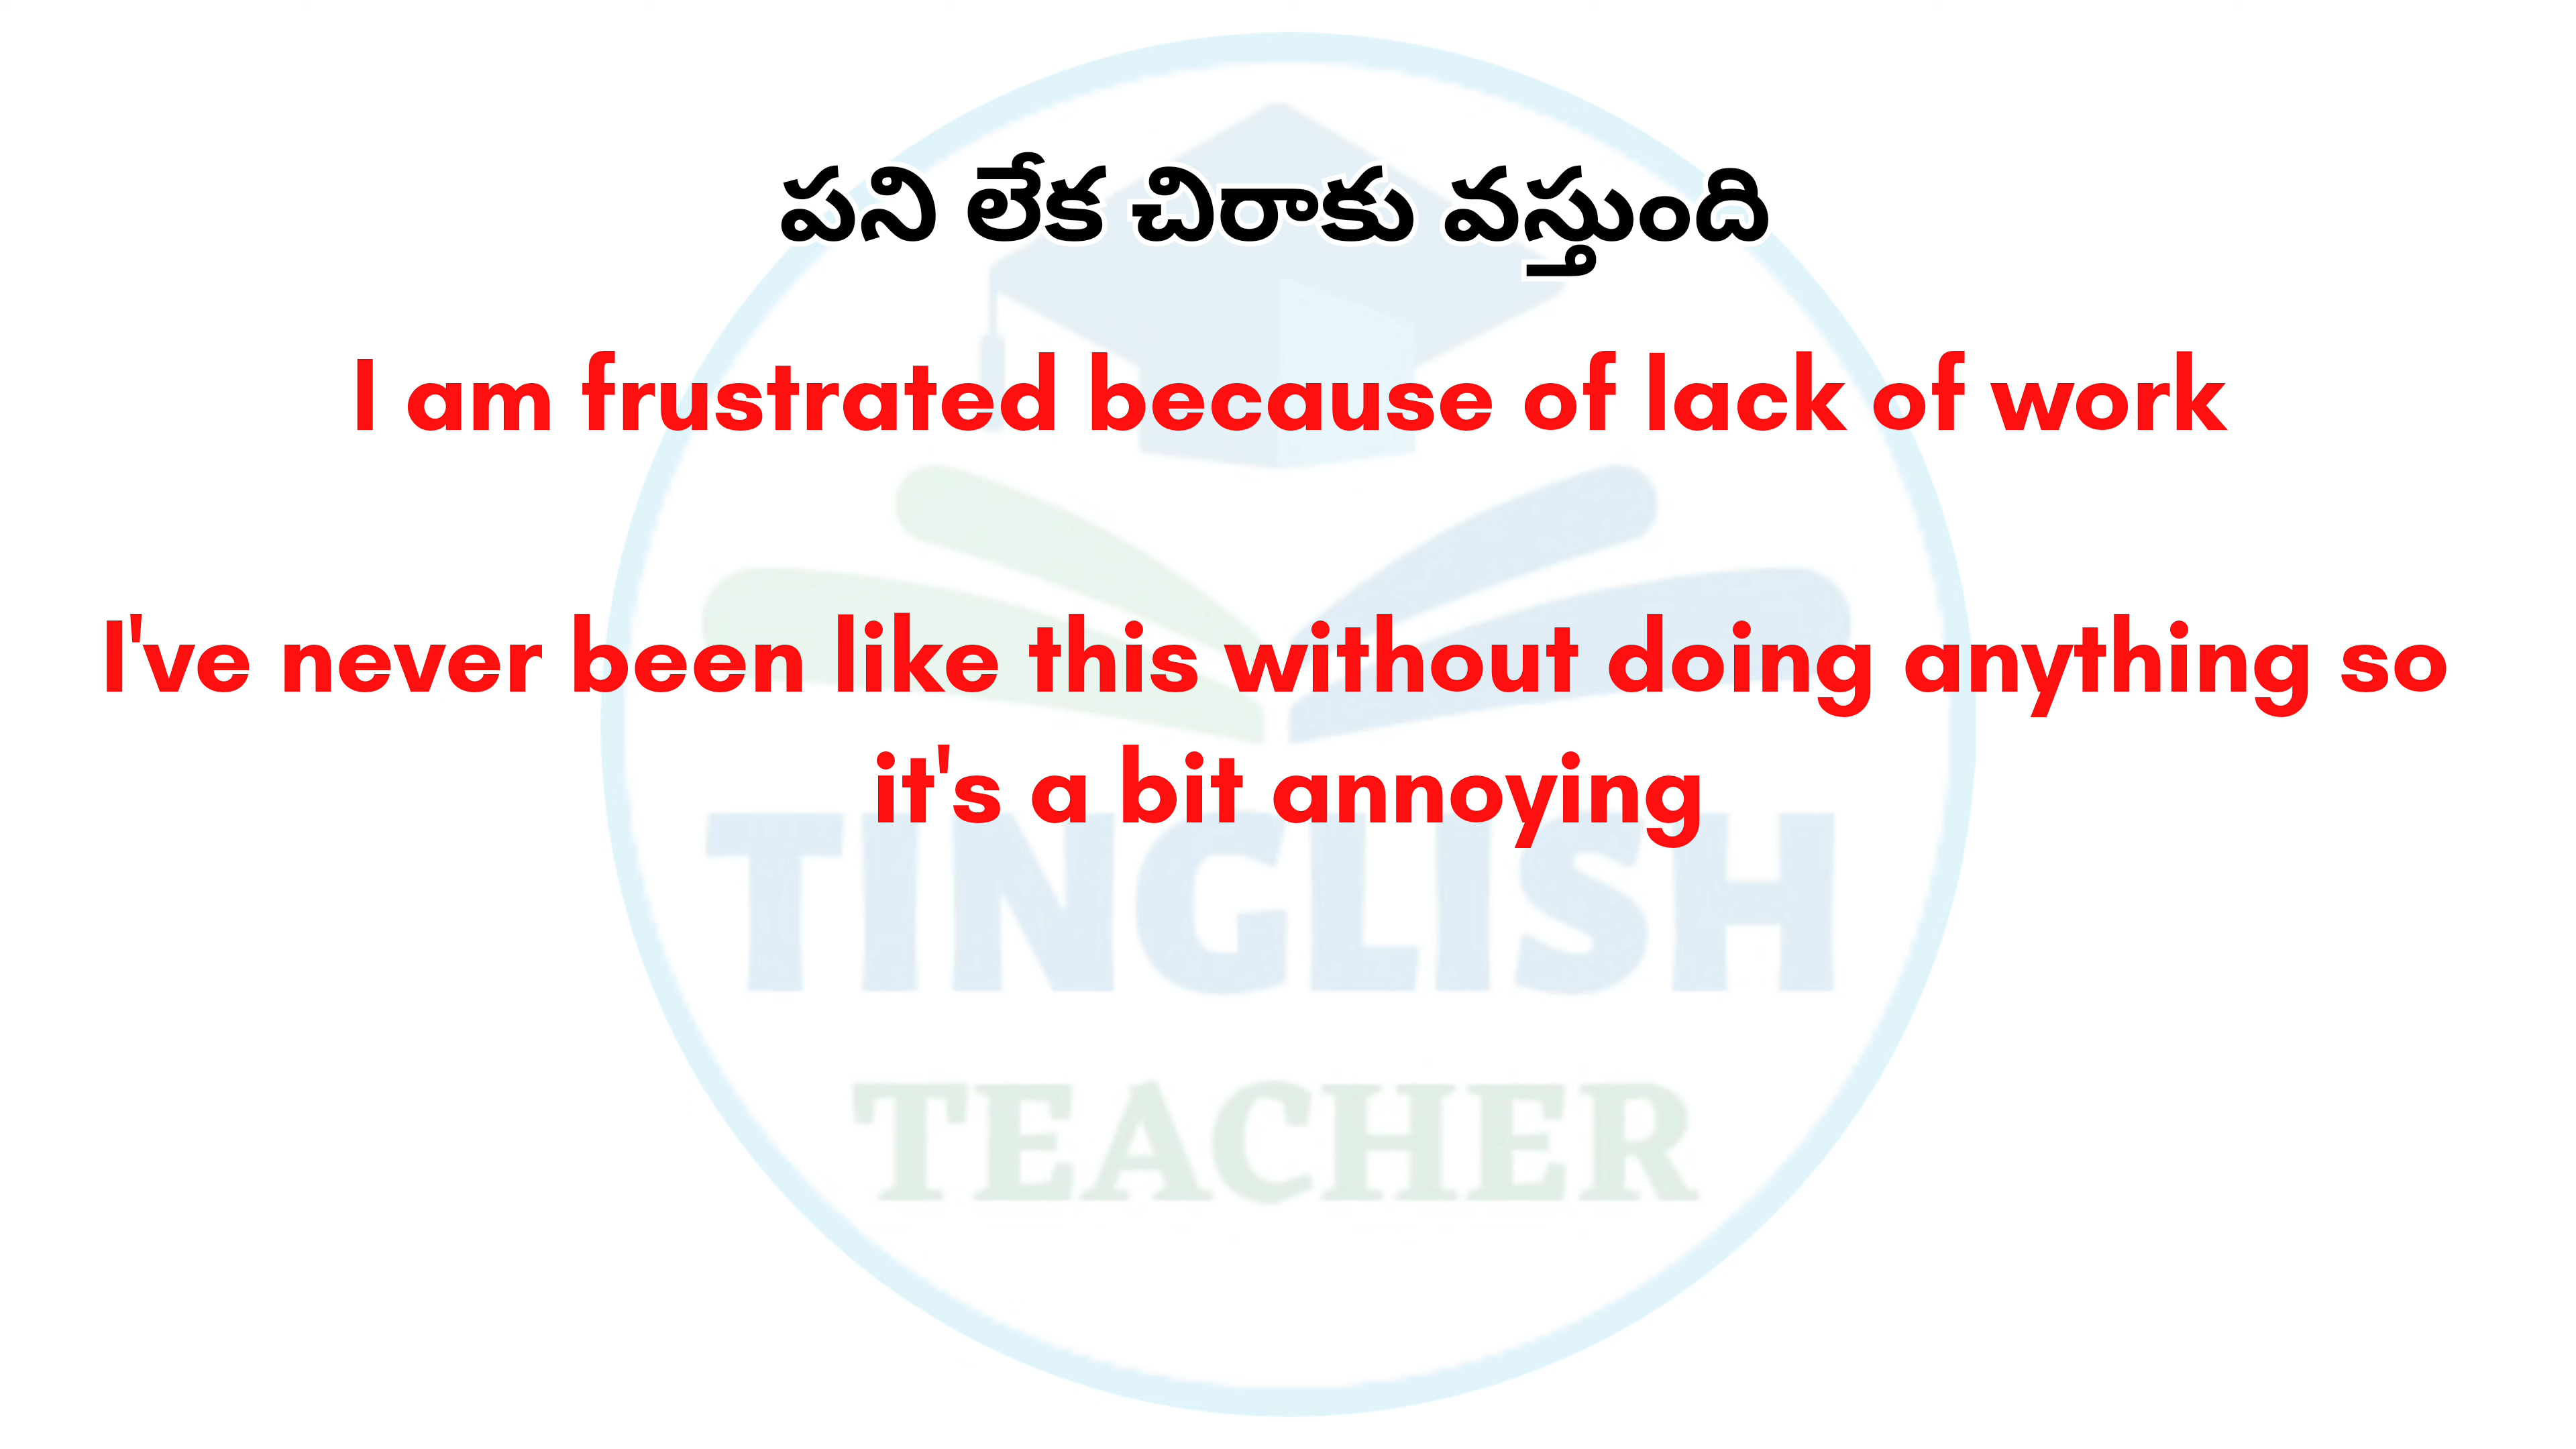 పని లేక చిరాకు వస్తుంది
I am frustrated because of lack of work
I've never been like this without doing anything so
it's a bit annoying
TINGLISH
TEACHER